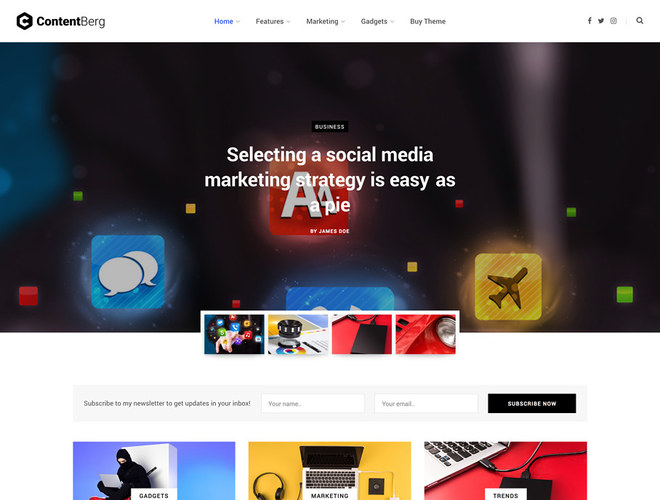 ContentBerg
Home
Features
Marketing
Gadgets
Buy Theme
BUSINESS
Selecting a social media
marketing strategy is easy as
a pie
BY JAMES DOE
Subscribe to my newsletter to get updates in your inbox!
Your name..
Your email..
SUBSCRIBE NOW
GADGETS
MARKETING
TRENDS